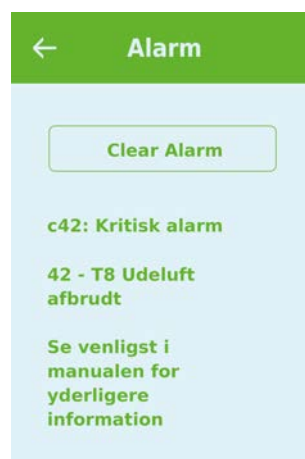 Alarm
Clear Alarm
c42: Kritisk alarm
42 - T8 Udeluft
afbrudt
Se venligst i
manualen for
yderligere
information